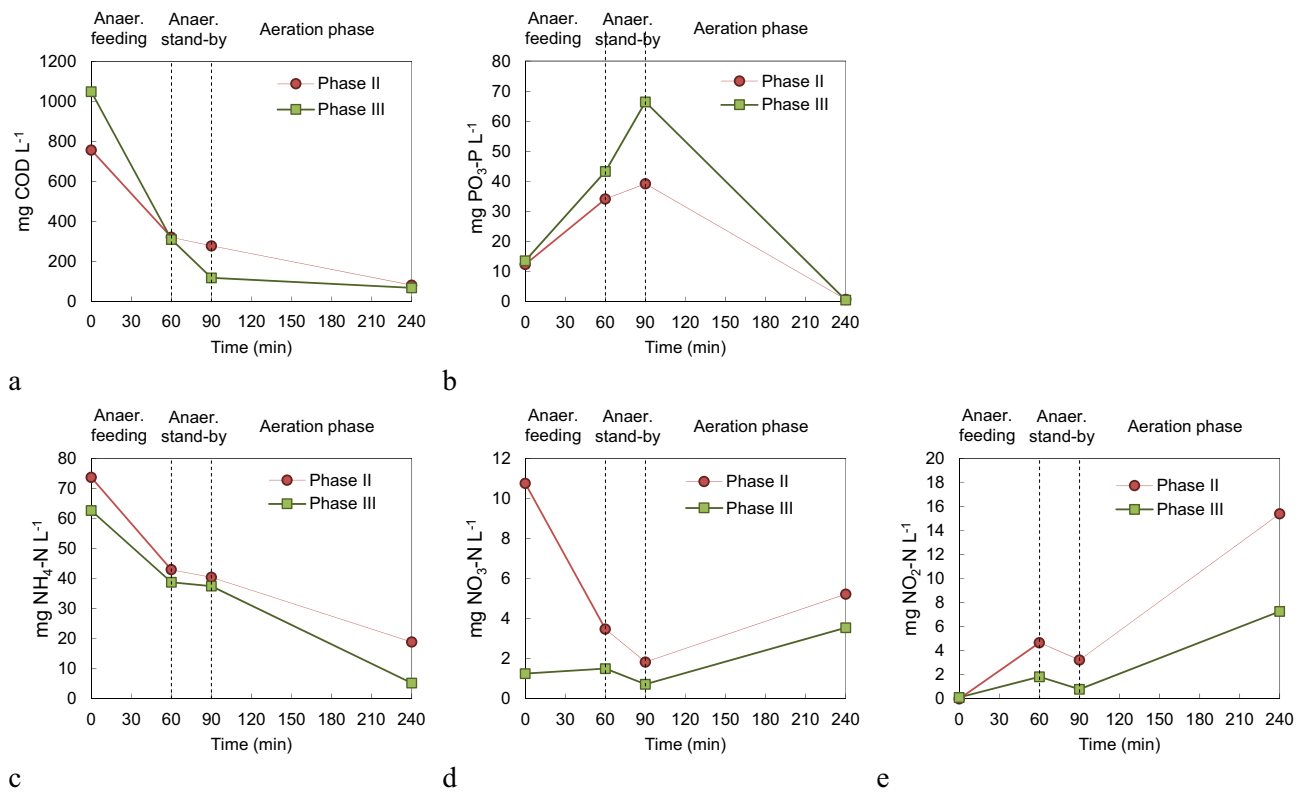 Anaer. feeding
Anaer. stand-by
Aeration phase
mg COD L-1
1200
1000
800
600
400
200
0
Phase II
Phase III
0 30 60 90 120 150 180 210 240
Time (min)
a
Anaer. feeding
Anaer. stand-by
Aeration phase
mg PO3-P L-1
80
70
60
50
40
30
20
10
0
Phase II
Phase III
0 30 60 90 120 150 180 210 240
Time (min)
b
Anaer. feeding
Anaer. stand-by
Aeration phase
mg NH4-N L-1
80
70
60
50
40
30
20
10
0
Phase II
Phase III
0 30 60 90 120 150 180 210 240
Time (min)
c
Anaer. feeding
Anaer. stand-by
Aeration phase
mg NO3-N L-1
12
10
8
6
4
2
0
Phase II
Phase III
0 30 60 90 120 150 180 210 240
Time (min)
d
Anaer. feeding
Anaer. stand-by
Aeration phase
mg NO2-N L-1
20
18
16
14
12
10
8
6
4
2
0
Phase II
Phase III
0 30 60 90 120 150 180 210 240
Time (min)
e